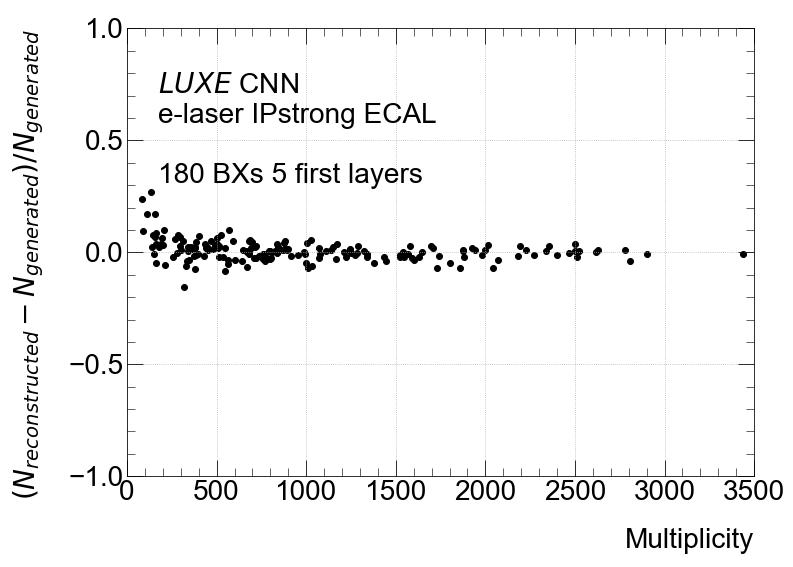 (N_reconstructed − N_generated)/N_generated
1.0
0.5
0.0
−0.5
−1.0
LUXE CNN
e-laser IPstrong ECAL
180 BXs 5 first layers
0 500 1000 1500 2000 2500 3000 3500
Multiplicity